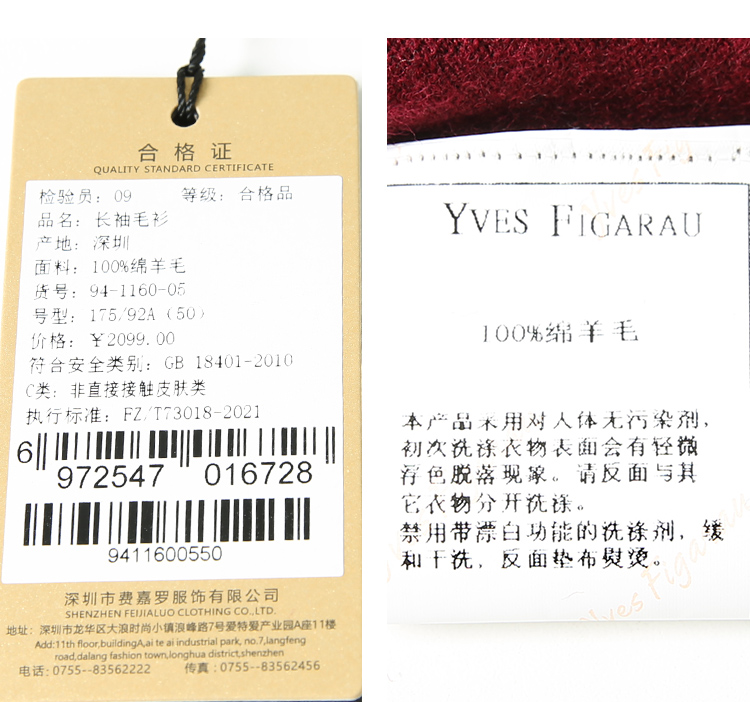 合格证
QUALITY STANDARD CERTIFICATE
检验员: 09 等级: 合格品
品名: 长袖毛衫
产地: 深圳
面料: 100%绵羊毛
货号: 94-1160-05
号型: 175/92A (50)
价格: ¥2099.00
符合安全类别: GB 18401-2010
C类: 非直接接触皮肤类
执行标准: FZ/T73018-2021
6 972547 016728
9411600550
深圳市费嘉罗服饰有限公司
SHENZHEN FEIJIALUO CLOTHING CO.,LTD.
地址: 深圳市龙华区大浪时尚小镇浪峰路7号爱特爱产业园A座11楼
Add:11th floor,buildingA,ai te ai industrial park, no.7,langfeng
road,dalang fashion town,longhua district,shenzhen
电话: 0755--83562222 传真: 0755--83562456
YVES FIGARAU
100%绵羊毛
本产品采用对人体无污染剂,
初次洗涤衣物表面会有轻微
浮色脱落现象。请反面与其
它衣物分开洗涤。
禁用带漂白功能的洗涤剂, 缓
和干洗, 反面垫布熨烫。
Yves Figarau